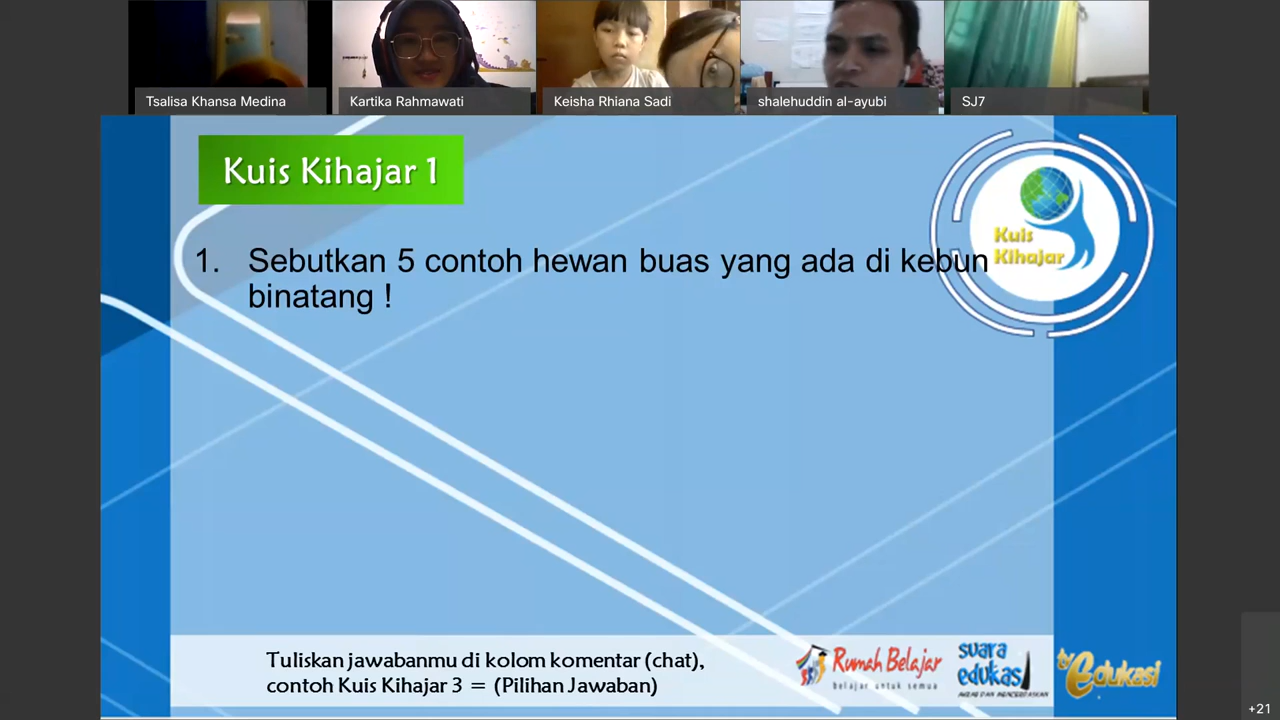 Tsalisa Khansa Medina
Kartika Rahmawati
Keisha Rhiana Sadi
shalehuddin al-ayubi
SJ7
Kuis Kihajar 1
Kuis
Kihajar
1. Sebutkan 5 contoh hewan buas yang ada di kebun
binatang !
Tuliskan jawabanmu di kolom komentar (chat),
contoh Kuis Kihajar 3 = (Pilihan Jawaban)
Rumah Belajar
belajar untuk semua
suara
edukasi
tv Edukasi
+21